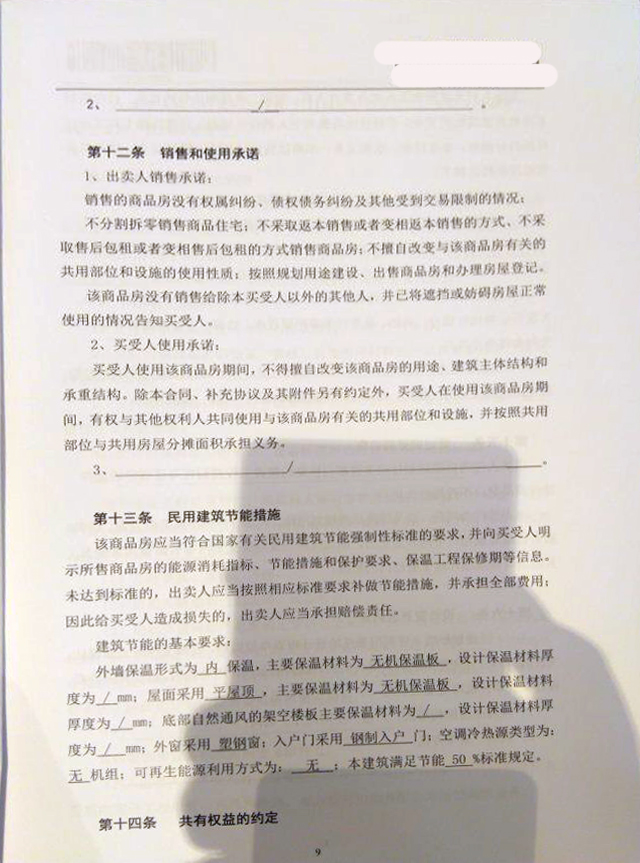 2、 / 。
第十二条 销售和使用承诺
1、出卖人销售承诺：
销售的商品房没有权属纠纷、债权债务纠纷及其他受到交易限制的情况；
不分割拆零销售商品住宅；不采取返本销售或者变相返本销售的方式、不采
取售后包租或者变相售后包租的方式销售商品房；不擅自改变与该商品房有关的
共用部位和设施的使用性质；按照规划用途建设、出售商品房和办理房屋登记。
该商品房没有销售给除本买受人以外的其他人，并已将遮挡或妨碍房屋正常
使用的情况告知买受人。
2、买受人使用承诺：
买受人使用该商品房期间，不得擅自改变该商品房的用途、建筑主体结构和
承重结构。除本合同、补充协议及其附件另有约定外，买受人在使用该商品房期
间，有权与其他权利人共同使用与该商品房有关的共用部位和设施，并按照共用
部位与共用房屋分摊面积承担义务。
3、 / 。
第十三条 民用建筑节能措施
该商品房应当符合国家有关民用建筑节能强制性标准的要求，并向买受人明
示所售商品房的能源消耗指标、节能措施和保护要求、保温工程保修期等信息。
未达到标准的，出卖人应当按照相应标准要求补做节能措施，并承担全部费用；
因此给买受人造成损失的，出卖人应当承担赔偿责任。
建筑节能的基本要求：
外墙保温形式为 内 保温，主要保温材料为 无机保温板 ，设计保温材料厚
度为 / mm；屋面采用 平屋顶 ，主要保温材料为 无机保温板 ，设计保温材料
厚度为 / mm；底部自然通风的架空楼板主要保温材料为 / ，设计保温材料厚
度为 / mm；外窗采用 塑钢窗；入户门采用 钢制入户 门；空调冷热源类型为：
无 机组；可再生能源利用方式为： 无 ；本建筑满足节能 50 %标准规定。
第十四条 共有权益的约定
9